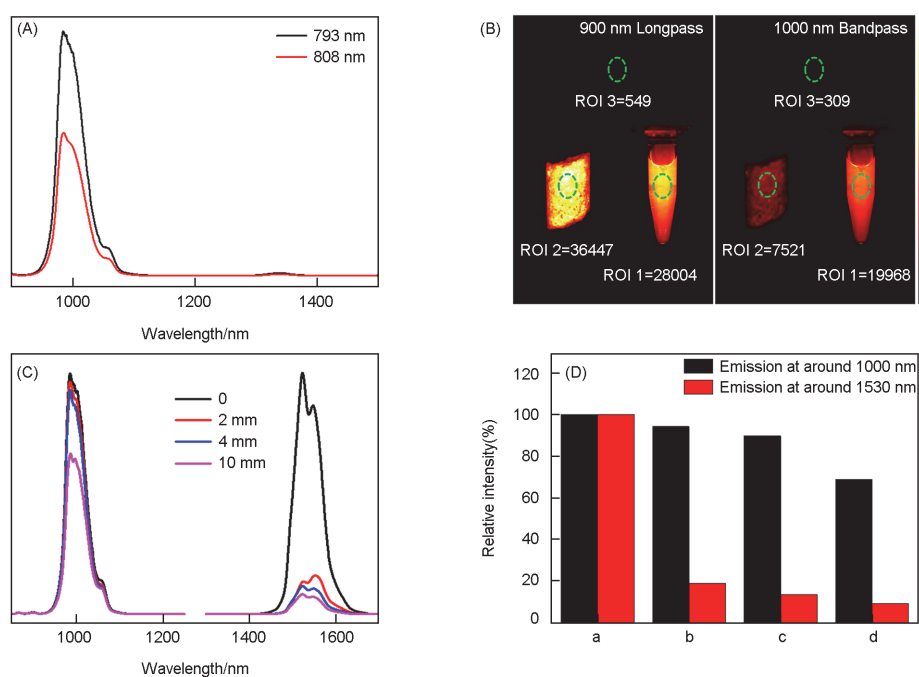 (A)
793 nm
808 nm
1000
1200
1400
Wavelength/nm
(B)
900 nm Longpass
1000 nm Bandpass
ROI 3=549
ROI 3=309
ROI 2=36447
ROI 2=7521
ROI 1=28004
ROI 1=19968
(C)
0
2 mm
4 mm
10 mm
1000
1200
1400
1600
Wavelength/nm
(D)
Emission at around 1000 nm
Emission at around 1530 nm
Relative intensity(%)
120
100
80
60
40
20
0
a
b
c
d